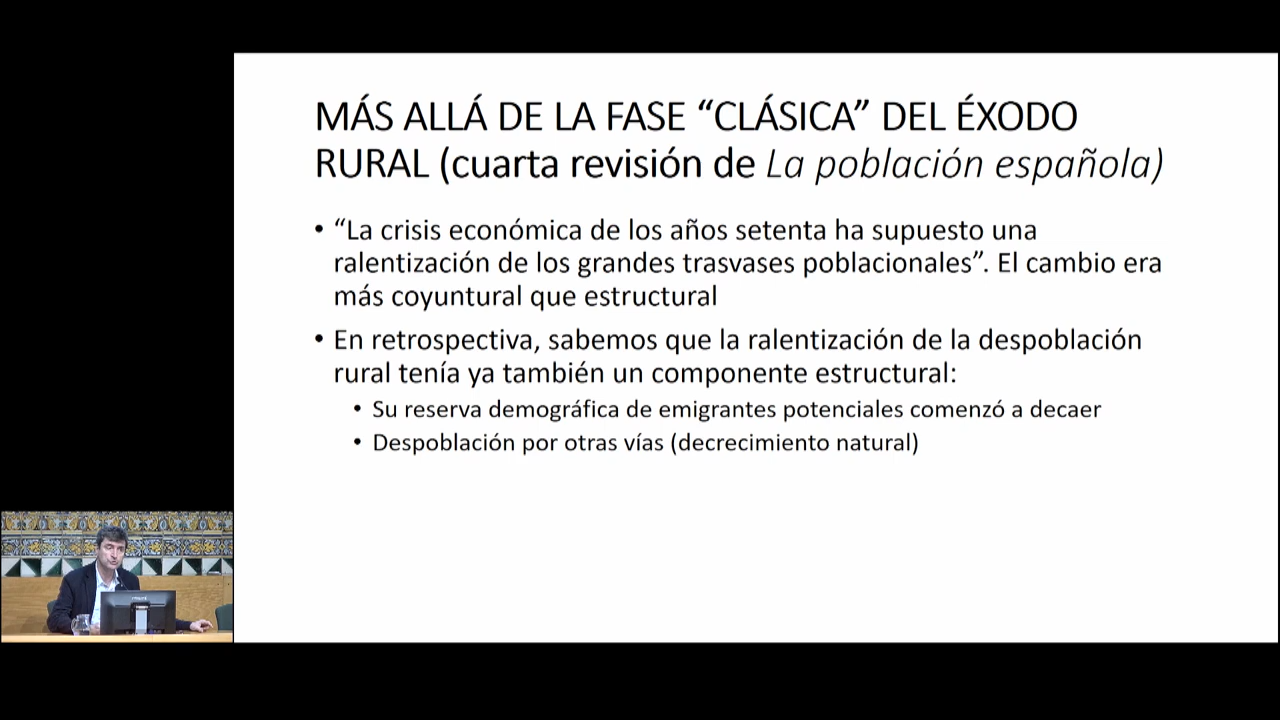 MÁS ALLÁ DE LA FASE “CLÁSICA” DEL ÉXODO
RURAL (cuarta revisión de La población española)
• “La crisis económica de los años setenta ha supuesto una
ralentización de los grandes trasvases poblacionales”. El cambio era
más coyuntural que estructural
• En retrospectiva, sabemos que la ralentización de la despoblación
rural tenía ya también un componente estructural:
• Su reserva demográfica de emigrantes potenciales comenzó a decaer
• Despoblación por otras vías (decrecimiento natural)